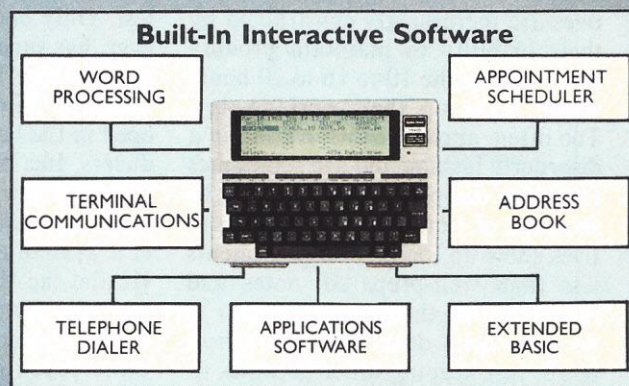 Built-In Interactive Software
WORD
PROCESSING
APPOINTMENT
SCHEDULER
TERMINAL
COMMUNICATIONS
ADDRESS
BOOK
TELEPHONE
DIALER
APPLICATIONS
SOFTWARE
EXTENDED
BASIC